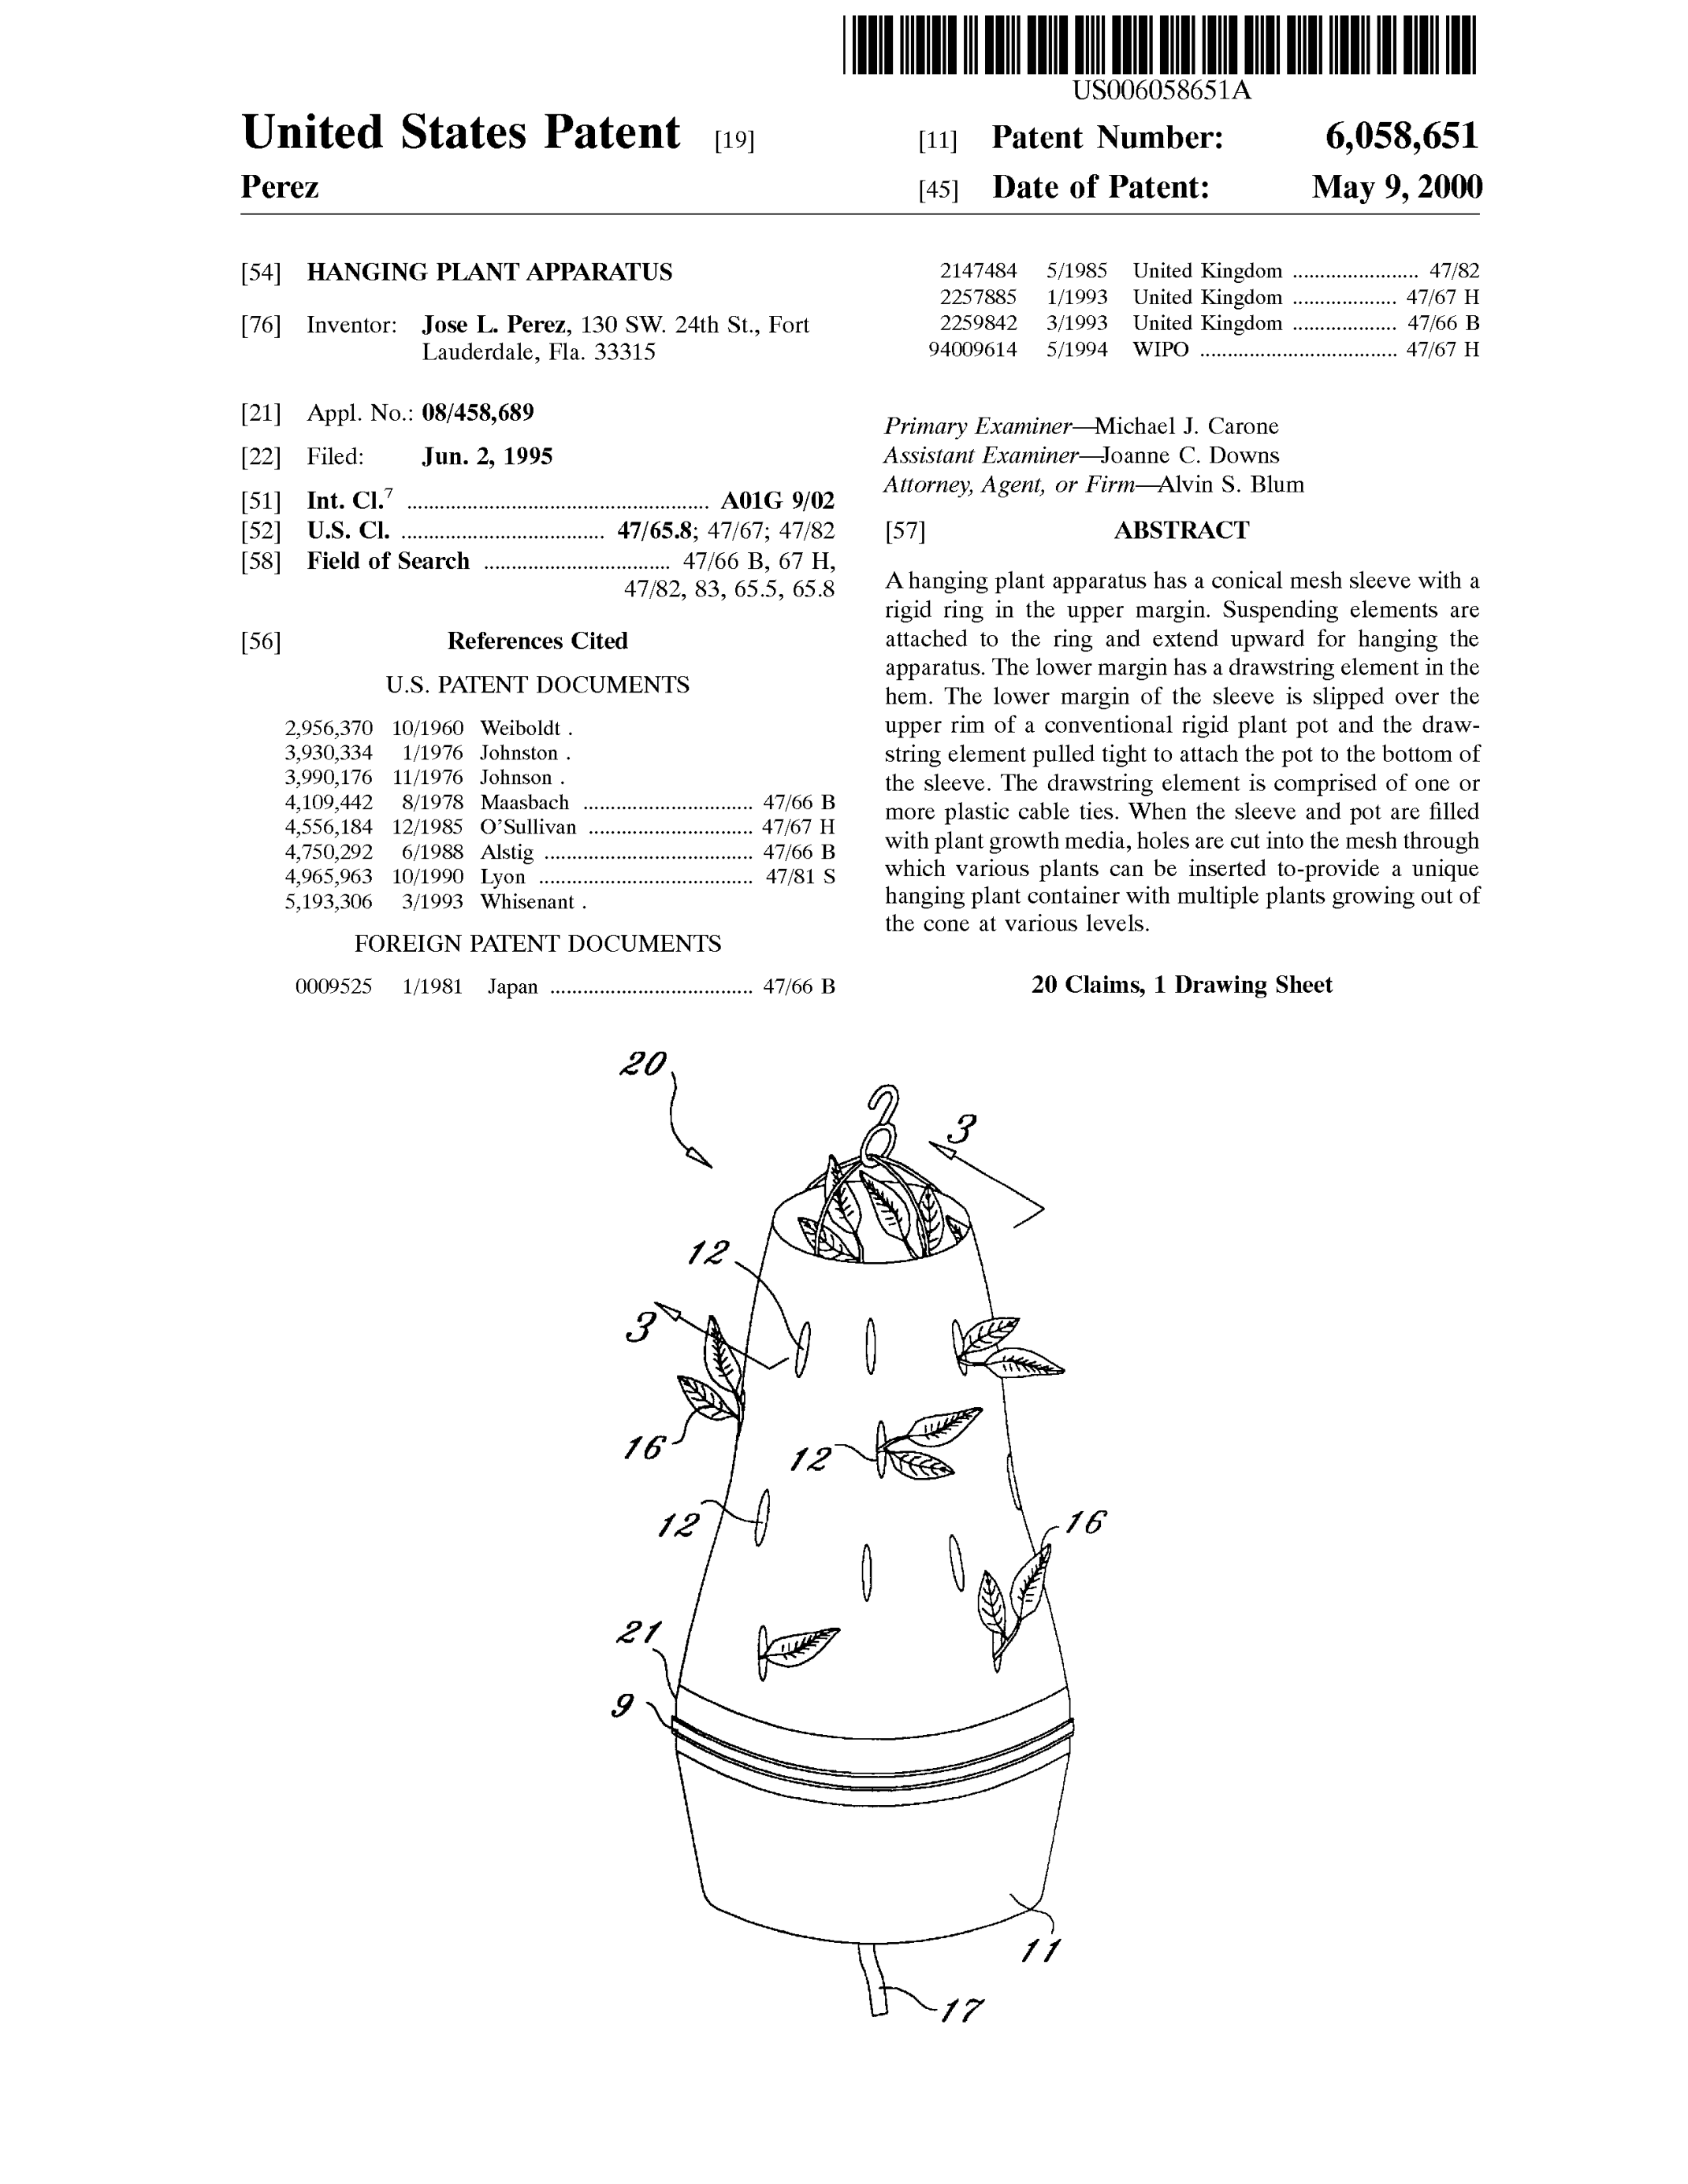 US006058651A
United States Patent [19]
Perez
[11] Patent Number: 6,058,651
[45] Date of Patent: May 9, 2000
[54] HANGING PLANT APPARATUS
[76] Inventor: Jose L. Perez, 130 SW. 24th St., Fort
Lauderdale, Fla. 33315
[21] Appl. No.: 08/458,689
[22] Filed: Jun. 2, 1995
[51] Int. Cl.7 ........................................................ A01G 9/02
[52] U.S. Cl. ..................................... 47/65.8; 47/67; 47/82
[58] Field of Search .................................. 47/66 B, 67 H,
47/82, 83, 65.5, 65.8
[56] References Cited
U.S. PATENT DOCUMENTS
2,956,370 10/1960 Weiboldt .
3,930,334 1/1976 Johnston .
3,990,176 11/1976 Johnson .
4,109,442 8/1978 Maasbach ............................... 47/66 B
4,556,184 12/1985 O'Sullivan .............................. 47/67 H
4,750,292 6/1988 Alstig ...................................... 47/66 B
4,965,963 10/1990 Lyon ....................................... 47/81 S
5,193,306 3/1993 Whisenant .
FOREIGN PATENT DOCUMENTS
0009525 1/1981 Japan ..................................... 47/66 B
2147484 5/1985 United Kingdom ....................... 47/82
2257885 1/1993 United Kingdom ................... 47/67 H
2259842 3/1993 United Kingdom ................... 47/66 B
94009614 5/1994 WIPO .................................... 47/67 H
Primary Examiner—Michael J. Carone
Assistant Examiner—Joanne C. Downs
Attorney, Agent, or Firm—Alvin S. Blum
[57] ABSTRACT
A hanging plant apparatus has a conical mesh sleeve with a
rigid ring in the upper margin. Suspending elements are
attached to the ring and extend upward for hanging the
apparatus. The lower margin has a drawstring element in the
hem. The lower margin of the sleeve is slipped over the
upper rim of a conventional rigid plant pot and the draw-
string element pulled tight to attach the pot to the bottom of
the sleeve. The drawstring element is comprised of one or
more plastic cable ties. When the sleeve and pot are filled
with plant growth media, holes are cut into the mesh through
which various plants can be inserted to-provide a unique
hanging plant container with multiple plants growing out of
the cone at various levels.
20 Claims, 1 Drawing Sheet
20
3
12
3
16
12
12
16
21
9
11
17